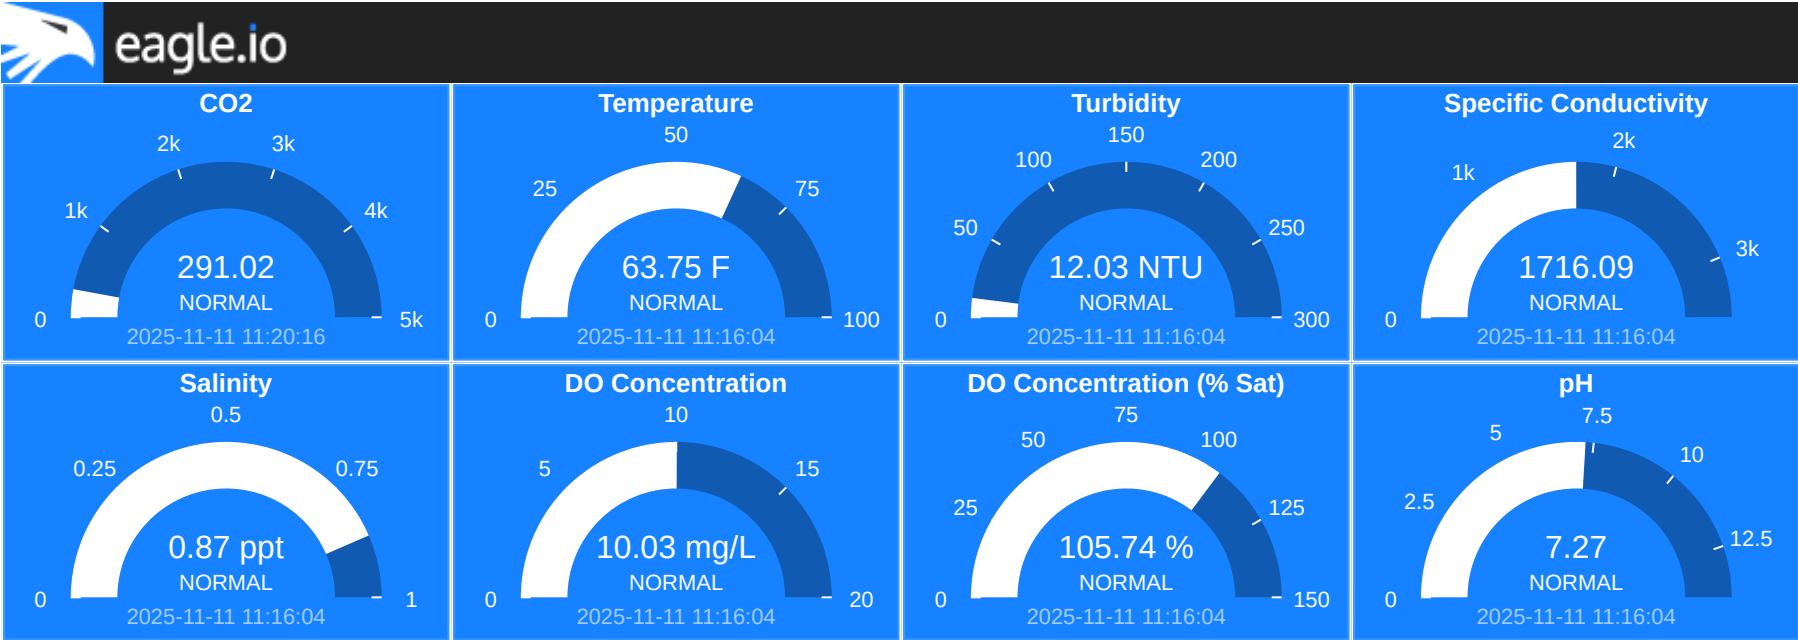 eagle.io
CO2
2k 3k
1k 4k
291.02
NORMAL
0 5k
2025-11-11 11:20:16
Temperature
50
25 75
63.75 F
NORMAL
0 100
2025-11-11 11:16:04
Turbidity
150
100 200
50 250
12.03 NTU
NORMAL
0 300
2025-11-11 11:16:04
Specific Conductivity
2k
1k
3k
1716.09
NORMAL
0
2025-11-11 11:16:04
Salinity
0.5
0.25 0.75
0.87 ppt
NORMAL
0 1
2025-11-11 11:16:04
DO Concentration
10
5 15
10.03 mg/L
NORMAL
0 20
2025-11-11 11:16:04
DO Concentration (% Sat)
75
50 100
25 125
105.74 %
NORMAL
0 150
2025-11-11 11:16:04
pH
7.5
5 10
2.5 12.5
7.27
NORMAL
0
2025-11-11 11:16:04